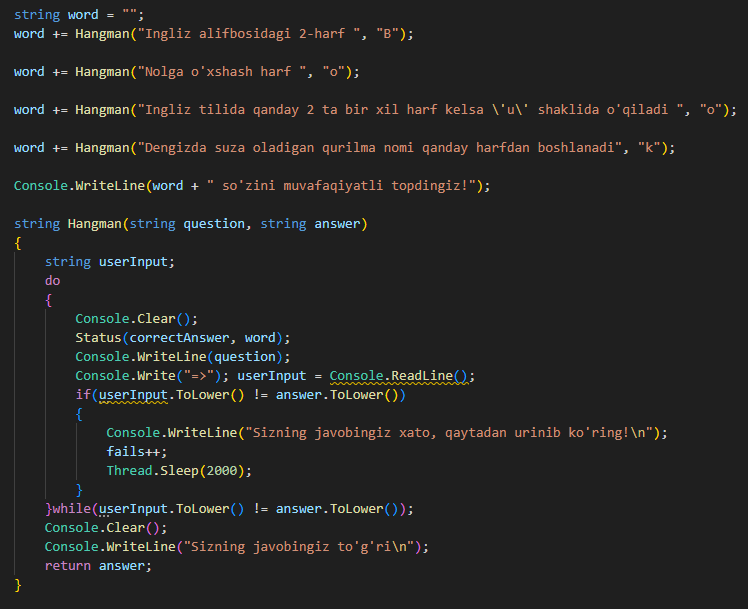 string word = "";
word += Hangman("Ingliz alifbosidagi 2-harf ", "B");
word += Hangman("Nolga o'xshash harf ", "o");
word += Hangman("Ingliz tilida qanday 2 ta bir xil harf kelsa \'u\' shaklida o'qiladi ", "o");
word += Hangman("Dengizda suza oladigan qurilma nomi qanday harfdan boshlanadi", "k");
Console.WriteLine(word + " so'zini muvafaqiyatli topdingiz!");
string Hangman(string question, string answer)
{
    string userInput;
    do
    {
        Console.Clear();
        Status(correctAnswer, word);
        Console.WriteLine(question);
        Console.Write("=>"); userInput = Console.ReadLine();
        if(userInput.ToLower() != answer.ToLower())
        {
            Console.WriteLine("Sizning javobingiz xato, qaytadan urinib ko'ring!\n");
            fails++;
            Thread.Sleep(2000);
        }
    }while(userInput.ToLower() != answer.ToLower());
    Console.Clear();
    Console.WriteLine("Sizning javobingiz to'g'ri\n");
    return answer;
}